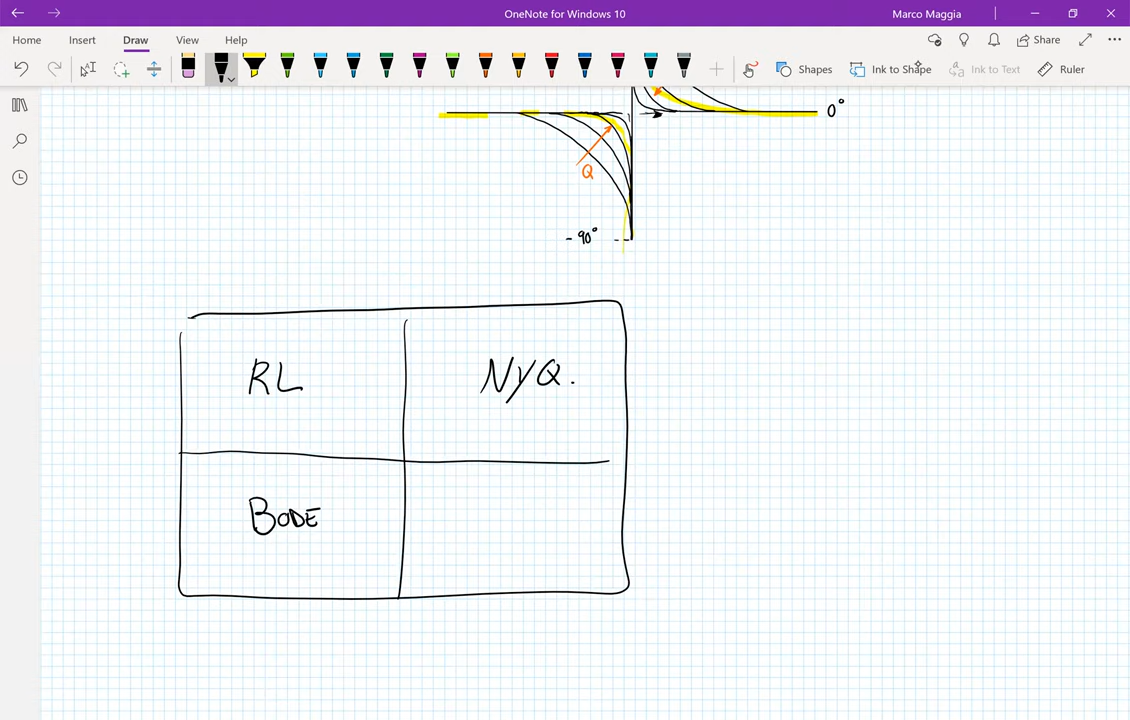 OneNote for Windows 10
Marco Maggia
Home
Insert
Draw
View
Help
Share
Shapes
Ink to Shape
Ink to Text
Ruler
0°
Q
-90°
RL
NYQ.
BODE